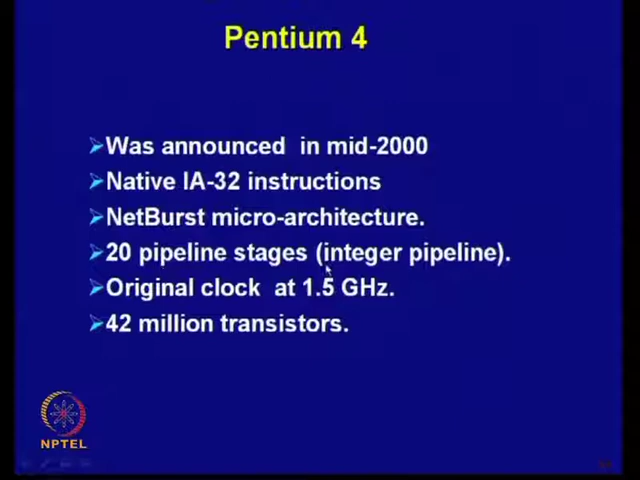 Pentium 4
Was announced in mid-2000
Native IA-32 instructions
NetBurst micro-architecture.
20 pipeline stages (integer pipeline).
Original clock at 1.5 GHz.
42 million transistors.
NPTEL